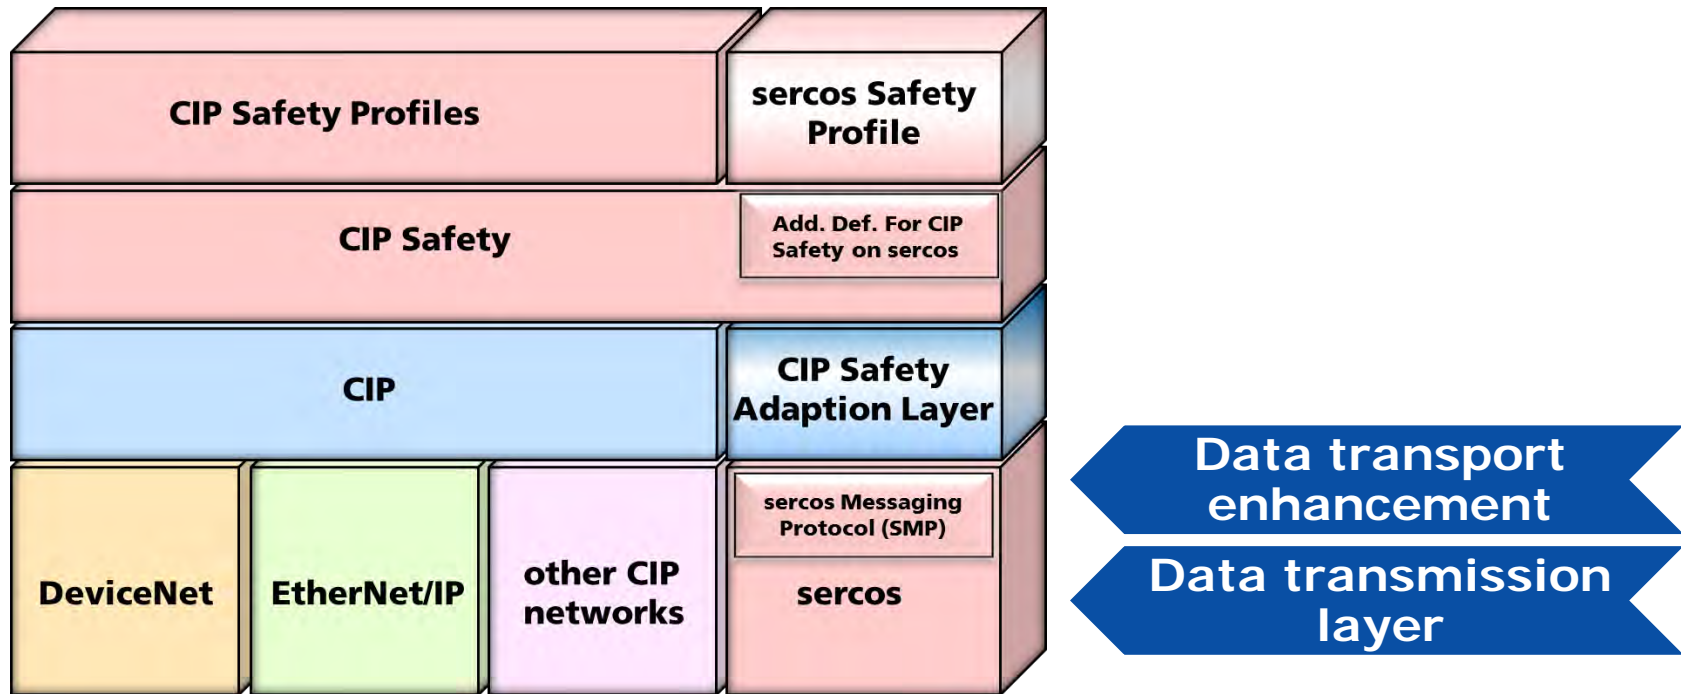 CIP Safety Profiles
sercos Safety
Profile
CIP Safety
Add. Def. For CIP
Safety on sercos
CIP
CIP Safety
Adaption Layer
DeviceNet
EtherNet/IP
other CIP
networks
sercos Messaging
Protocol (SMP)
sercos
Data transport
enhancement
Data transmission
layer